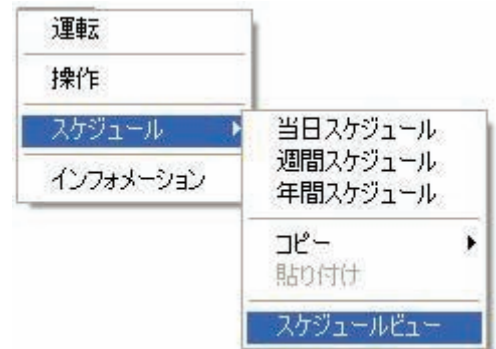 運転
操作
スケジュール
インフォメーション
当日スケジュール
週間スケジュール
年間スケジュール
コピー
貼り付け
スケジュールビュー